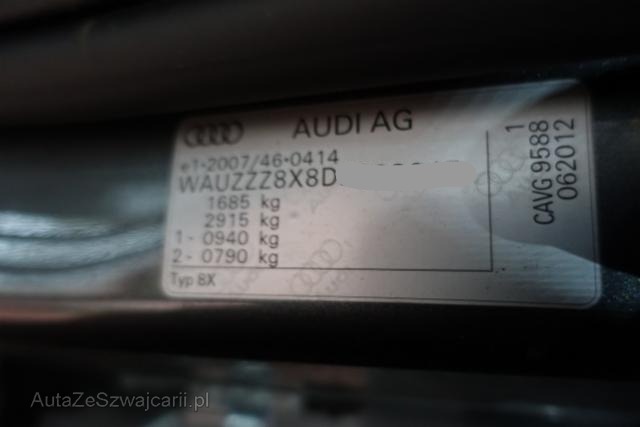 AUDI AG
e1*2007/46*0414
WAUZZZ8X8D
1685 kg
2915 kg
1- 0940 kg
2- 0790 kg
Typ 8X
CAVG 9588 1
062012
AutaZeSzwajcarii.pl